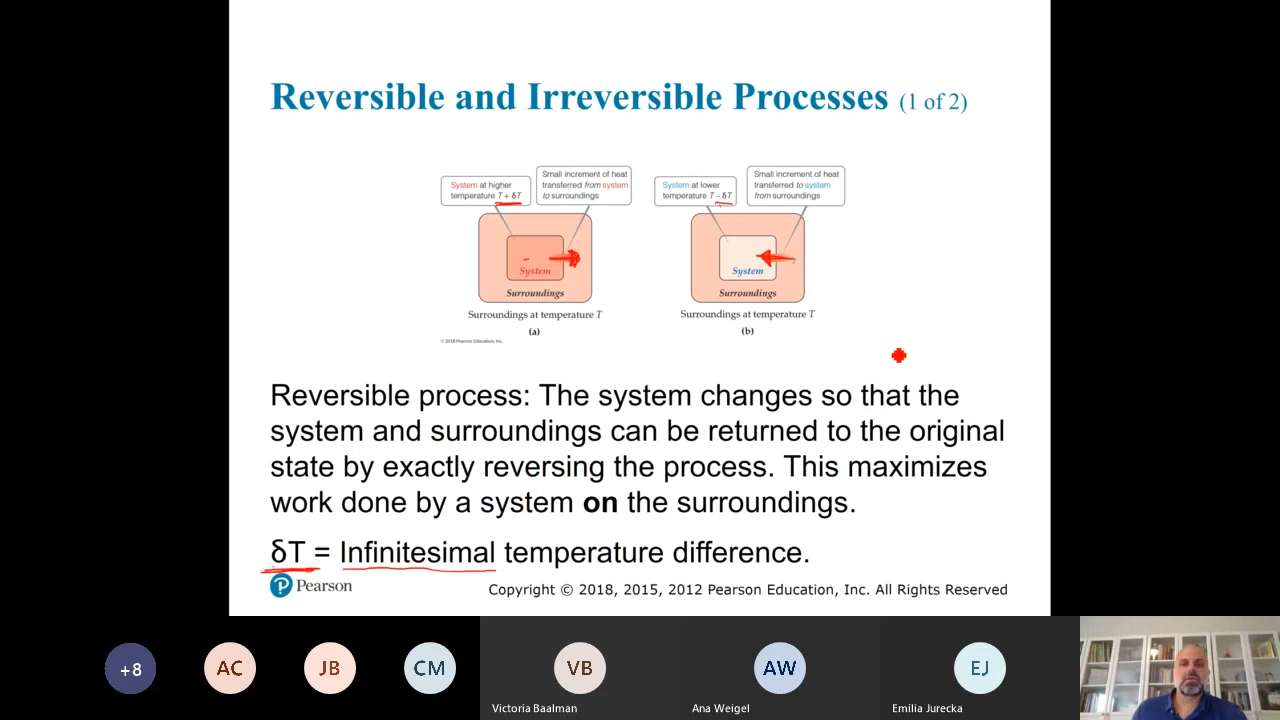 Reversible and Irreversible Processes (1 of 2)
System at higher
temperature T + δT
Small increment of heat
transferred from system
to surroundings
System at lower
temperature T − δT
Small increment of heat
transferred to system
from surroundings
System
Surroundings
Surroundings at temperature T
(a)
System
Surroundings
Surroundings at temperature T
(b)
© 2018 Pearson Education, Inc.
Reversible process: The system changes so that the
system and surroundings can be returned to the original
state by exactly reversing the process. This maximizes
work done by a system on the surroundings.
δT = Infinitesimal temperature difference.
Pearson
Copyright © 2018, 2015, 2012 Pearson Education, Inc. All Rights Reserved
+8
AC
JB
CM
VB
AW
EJ
Victoria Baalman
Ana Weigel
Emilia Jurecka